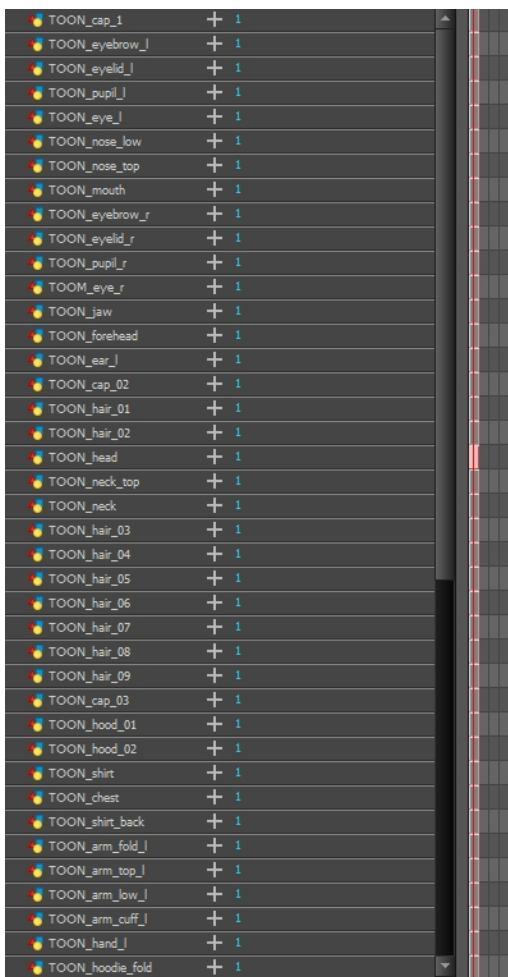 TOON_cap_1 1
TOON_eyebrow_l 1
TOON_eyelid_l 1
TOON_pupil_l 1
TOON_eye_l 1
TOON_nose_low 1
TOON_nose_top 1
TOON_mouth 1
TOON_eyebrow_r 1
TOON_eyelid_r 1
TOON_pupil_r 1
TOOM_eye_r 1
TOON_jaw 1
TOON_forehead 1
TOON_ear_l 1
TOON_cap_02 1
TOON_hair_01 1
TOON_hair_02 1
TOON_head 1
TOON_neck_top 1
TOON_neck 1
TOON_hair_03 1
TOON_hair_04 1
TOON_hair_05 1
TOON_hair_06 1
TOON_hair_07 1
TOON_hair_08 1
TOON_hair_09 1
TOON_cap_03 1
TOON_hood_01 1
TOON_hood_02 1
TOON_shirt 1
TOON_chest 1
TOON_shirt_back 1
TOON_arm_fold_l 1
TOON_arm_top_l 1
TOON_arm_low_l 1
TOON_arm_cuff_l 1
TOON_hand_l 1
TOON_hoodie_fold 1